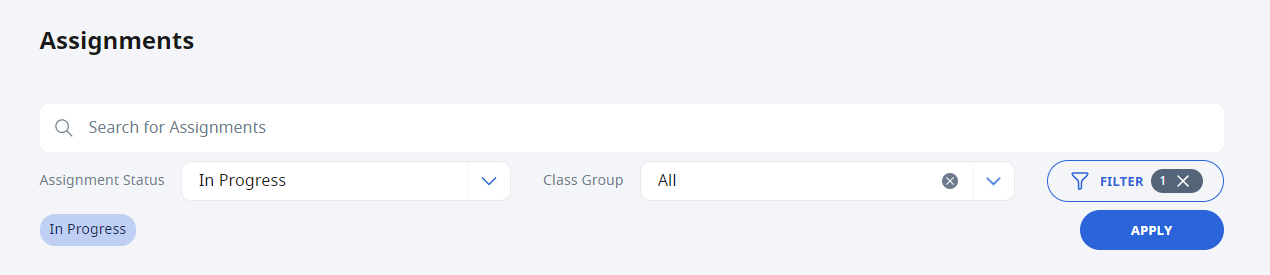 Assignments
Search for Assignments
Assignment Status In Progress Class Group All FILTER 1
In Progress APPLY